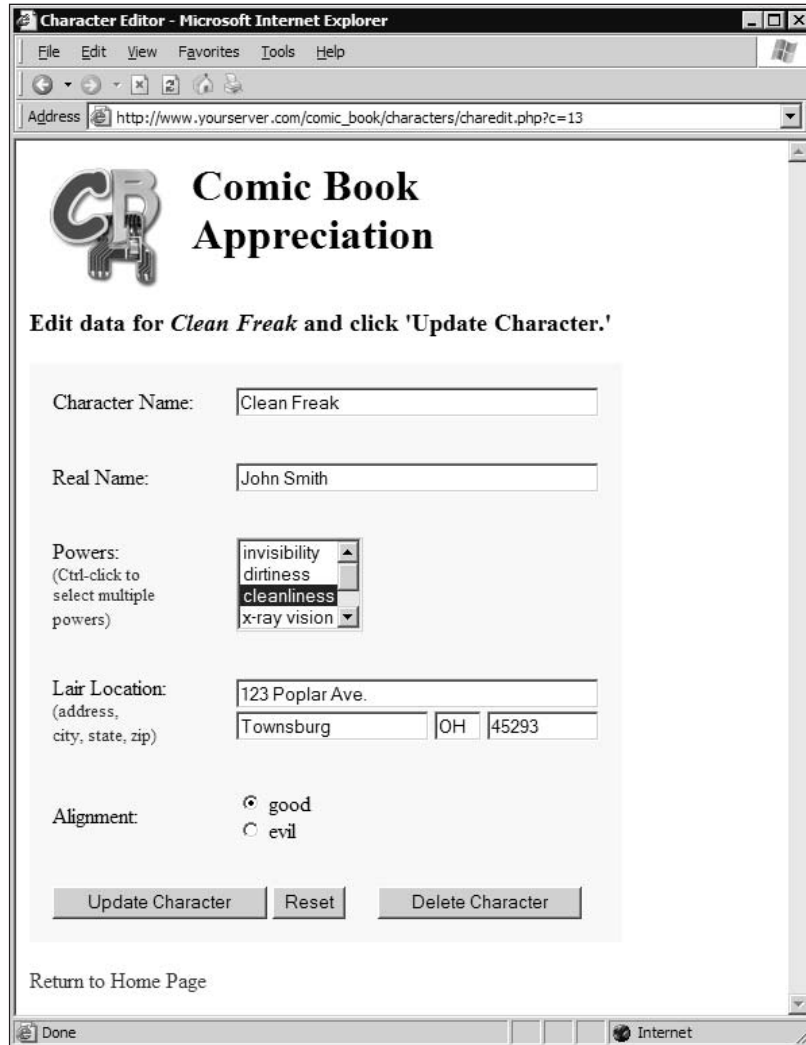 Character Editor - Microsoft Internet Explorer
File Edit View Favorites Tools Help
Address http://www.yourserver.com/comic_book/characters/charedit.php?c=13
CB
Comic Book
Appreciation
Edit data for Clean Freak and click 'Update Character.'
Character Name: Clean Freak
Real Name: John Smith
Powers:
(Ctrl-click to
select multiple
powers)
invisibility
dirtiness
cleanliness
x-ray vision
Lair Location:
(address,
city, state, zip)
123 Poplar Ave.
Townsburg OH 45293
Alignment:
good
evil
Update Character Reset Delete Character
Return to Home Page
Done Internet